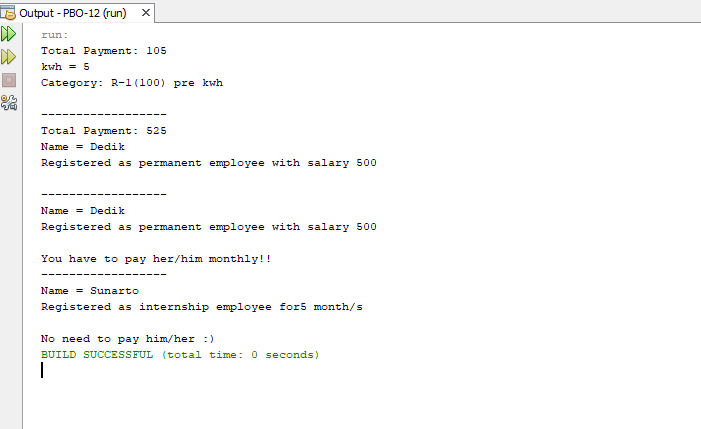 Output - PBO-12 (run)
run:
Total Payment: 105
kwh = 5
Category: R-1(100) pre kwh
------------------
Total Payment: 525
Name = Dedik
Registered as permanent employee with salary 500
------------------
Name = Dedik
Registered as permanent employee with salary 500
You have to pay her/him monthly!!
------------------
Name = Sunarto
Registered as internship employee for5 month/s
No need to pay him/her :)
BUILD SUCCESSFUL (total time: 0 seconds)